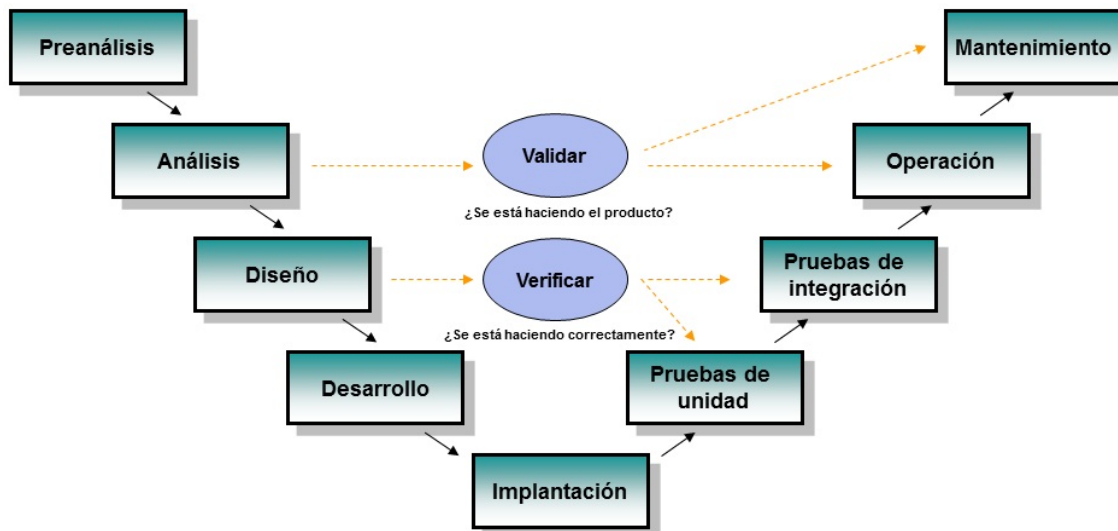 Preanálisis
Mantenimiento
Análisis
Validar
Operación
¿Se está haciendo el producto?
Diseño
Verificar
Pruebas de
integración
¿Se está haciendo correctamente?
Desarrollo
Pruebas de
unidad
Implantación